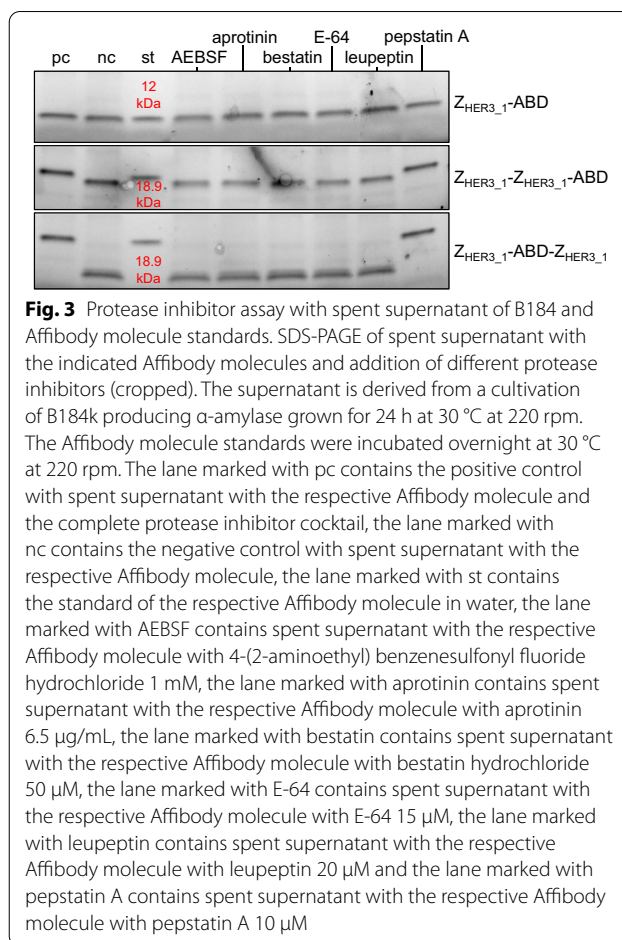 aprotinin E-64 pepstatin A
pc nc st AEBSF bestatin leupeptin
12
kDa
Z_HER3_1-ABD
18.9
kDa
Z_HER3_1-Z_HER3_1-ABD
18.9
kDa
Z_HER3_1-ABD-Z_HER3_1
Fig. 3 Protease inhibitor assay with spent supernatant of B184 and
Affibody molecule standards. SDS-PAGE of spent supernatant with
the indicated Affibody molecules and addition of different protease
inhibitors (cropped). The supernatant is derived from a cultivation
of B184k producing α-amylase grown for 24 h at 30 °C at 220 rpm.
The Affibody molecule standards were incubated overnight at 30 °C
at 220 rpm. The lane marked with pc contains the positive control
with spent supernatant with the respective Affibody molecule and
the complete protease inhibitor cocktail, the lane marked with
nc contains the negative control with spent supernatant with the
respective Affibody molecule, the lane marked with st contains
the standard of the respective Affibody molecule in water, the lane
marked with AEBSF contains spent supernatant with the respective
Affibody molecule with 4-(2-aminoethyl) benzenesulfonyl fluoride
hydrochloride 1 mM, the lane marked with aprotinin contains spent
supernatant with the respective Affibody molecule with aprotinin
6.5 µg/mL, the lane marked with bestatin contains spent supernatant
with the respective Affibody molecule with bestatin hydrochloride
50 µM, the lane marked with E-64 contains spent supernatant with
the respective Affibody molecule with E-64 15 µM, the lane marked
with leupeptin contains spent supernatant with the respective
Affibody molecule with leupeptin 20 µM and the lane marked with
pepstatin A contains spent supernatant with the respective Affibody
molecule with pepstatin A 10 µM